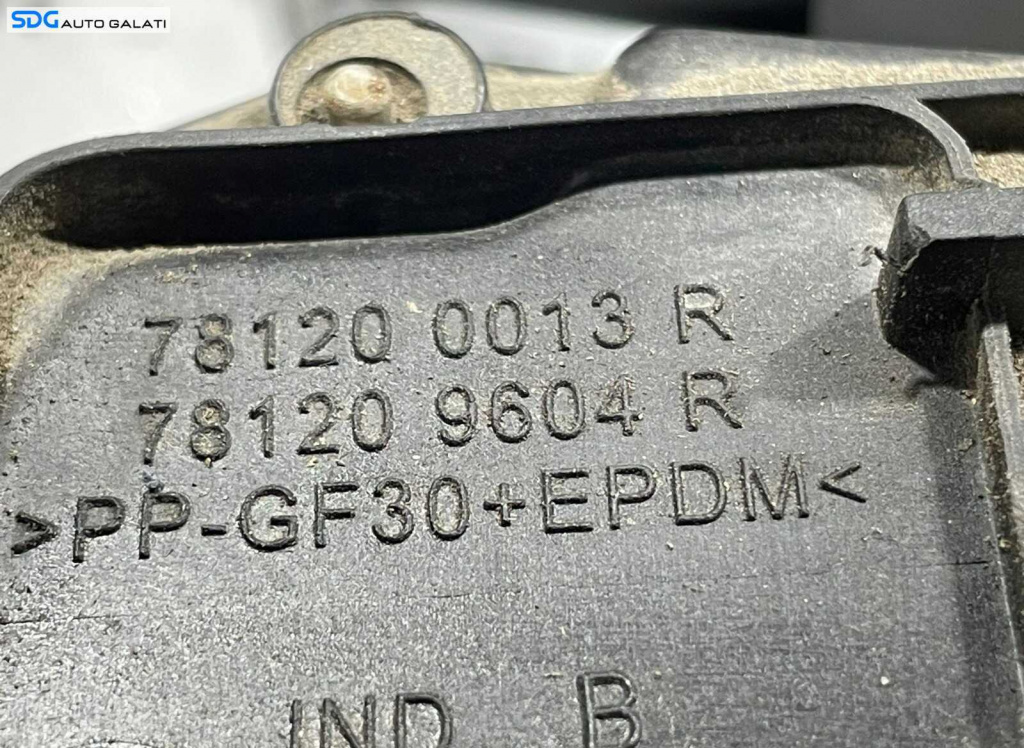 SDG AUTO GALATI
78120 0013 R
78120 9604 R
>PP-GF30+EPDM<
IND B